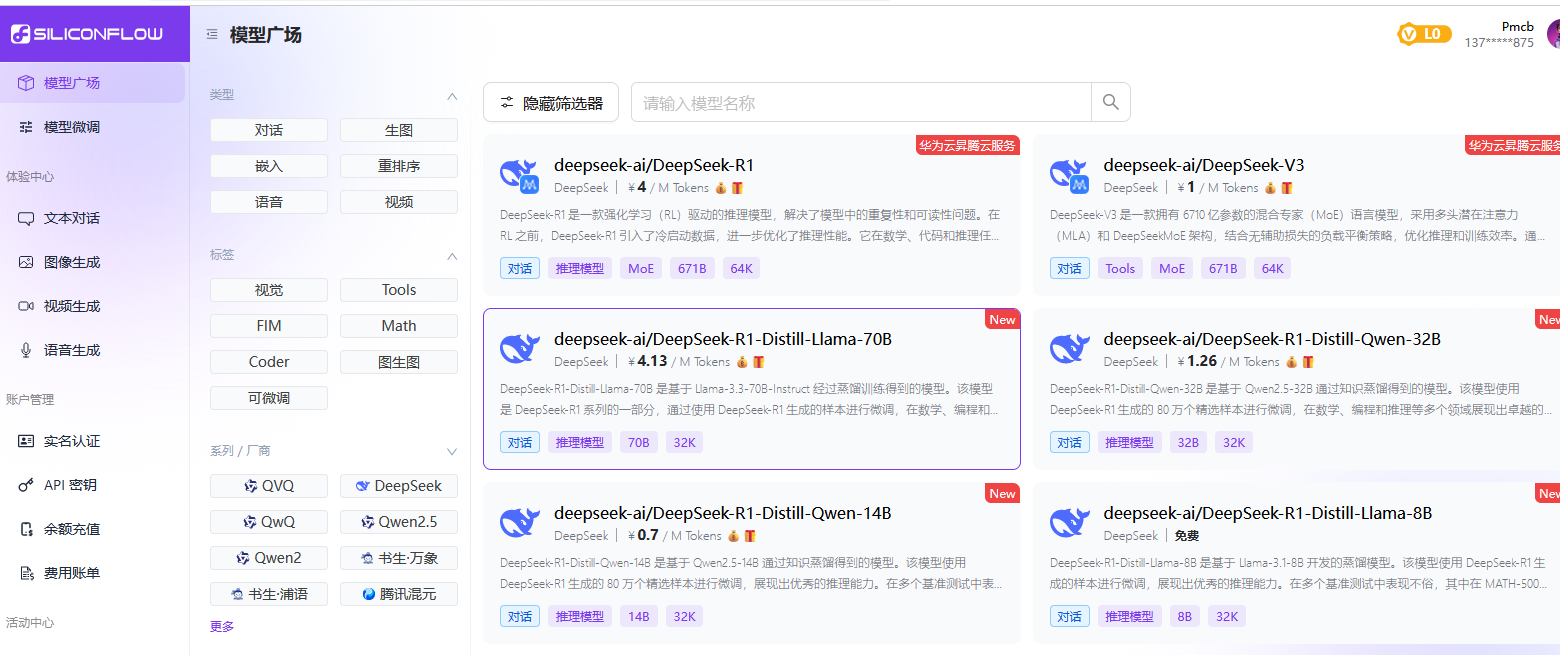 SILICONFLOW
模型广场
模型微调
体验中心
文本对话
图像生成
视频生成
语音生成
账户管理
实名认证
API 密钥
余额充值
费用账单
活动中心
模型广场
L0
Pmcb
137*****875
类型
对话
生图
嵌入
重排序
语音
视频
标签
视觉
Tools
FIM
Math
Coder
图生图
可微调
系列 / 厂商
QVQ
DeepSeek
QwQ
Qwen2.5
Qwen2
书生·万象
书生·浦语
腾讯混元
更多
隐藏筛选器
请输入模型名称
华为云昇腾云服务
deepseek-ai/DeepSeek-R1
DeepSeek | ¥ 4 / M Tokens
DeepSeek-R1 是一款强化学习（RL）驱动的推理模型，解决了模型中的重复性和可读性问题。在
RL 之前，DeepSeek-R1 引入了冷启动数据，进一步优化了推理性能。它在数学、代码和推理任...
对话 推理模型 MoE 671B 64K
华为云昇腾云服务
deepseek-ai/DeepSeek-V3
DeepSeek | ¥ 1 / M Tokens
DeepSeek-V3 是一款拥有 6710 亿参数的混合专家（MoE）语言模型，采用多头潜在注意力
（MLA）和 DeepSeekMoE 架构，结合无辅助损失的负载平衡策略，优化推理和训练效率。通...
对话 Tools MoE 671B 64K
New
deepseek-ai/DeepSeek-R1-Distill-Llama-70B
DeepSeek | ¥ 4.13 / M Tokens
DeepSeek-R1-Distill-Llama-70B 是基于 Llama-3.3-70B-Instruct 经过蒸馏训练得到的模型。该模型
是 DeepSeek-R1 系列的一部分，通过使用 DeepSeek-R1 生成的样本进行微调，在数学、编程和...
对话 推理模型 70B 32K
New
deepseek-ai/DeepSeek-R1-Distill-Qwen-32B
DeepSeek | ¥ 1.26 / M Tokens
DeepSeek-R1-Distill-Qwen-32B 是基于 Qwen2.5-32B 通过知识蒸馏得到的模型。该模型使用
DeepSeek-R1 生成的 80 万个精选样本进行微调，在数学、编程和推理等多个领域展现出卓越的...
对话 推理模型 32B 32K
New
deepseek-ai/DeepSeek-R1-Distill-Qwen-14B
DeepSeek | ¥ 0.7 / M Tokens
DeepSeek-R1-Distill-Qwen-14B 是基于 Qwen2.5-14B 通过知识蒸馏得到的模型。该模型使用
DeepSeek-R1 生成的 80 万个精选样本进行微调，展现出优秀的推理能力。在多个基准测试中表...
对话 推理模型 14B 32K
New
deepseek-ai/DeepSeek-R1-Distill-Llama-8B
DeepSeek | 免费
DeepSeek-R1-Distill-Llama-8B 是基于 Llama-3.1-8B 开发的蒸馏模型。该模型使用 DeepSeek-R1 生
成的样本进行微调，展现出优秀的推理能力。在多个基准测试中表现不俗，其中在 MATH-500...
对话 推理模型 8B 32K